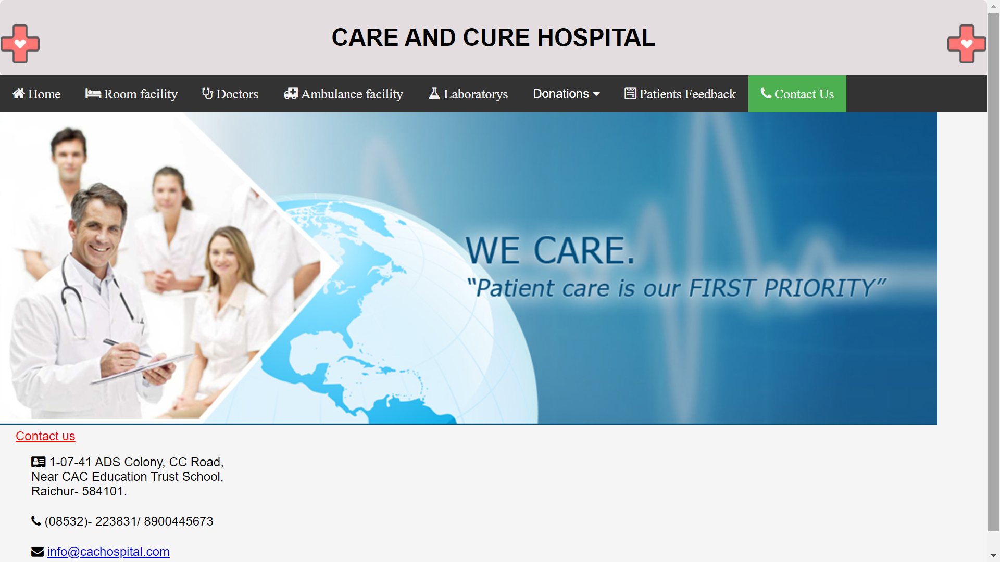 CARE AND CURE HOSPITAL
Home Room facility Doctors Ambulance facility Laboratorys Donations Patients Feedback Contact Us
WE CARE.
“Patient care is our FIRST PRIORITY”
Contact us
1-07-41 ADS Colony, CC Road,
Near CAC Education Trust School,
Raichur- 584101.
(08532)- 223831/ 8900445673
info@cachospital.com